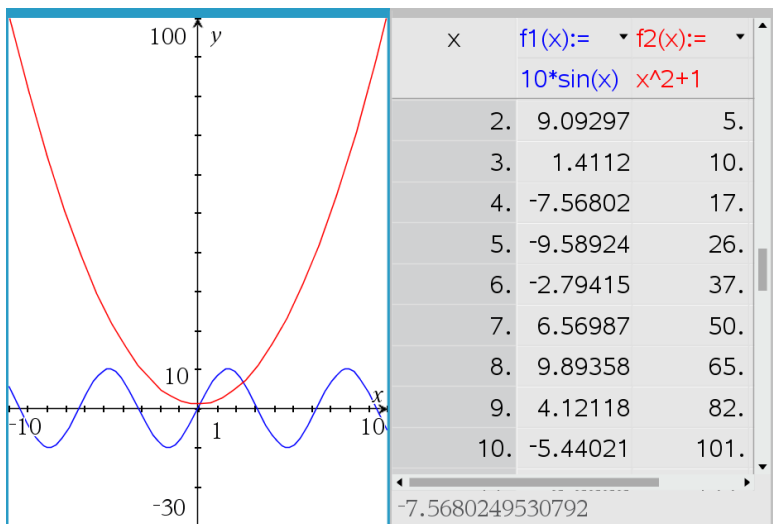 100 y
10
x
-10 1 10
-30
x f1(x):= f2(x):=
10*sin(x) x^2+1
2. 9.09297 5.
3. 1.4112 10.
4. -7.56802 17.
5. -9.58924 26.
6. -2.79415 37.
7. 6.56987 50.
8. 9.89358 65.
9. 4.12118 82.
10. -5.44021 101.
-7.5680249530792